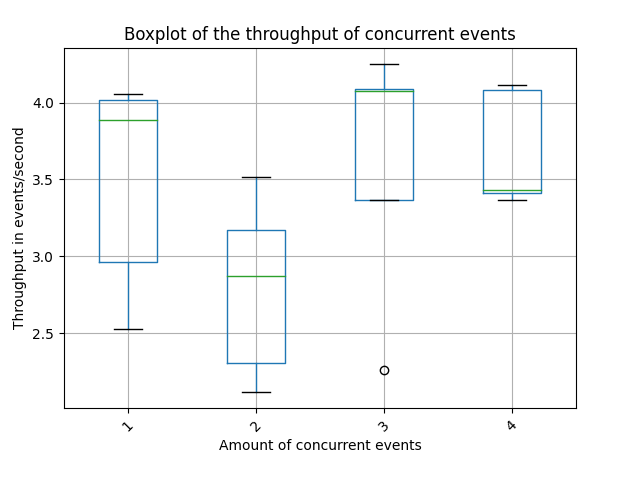 Boxplot of the throughput of concurrent events
Throughput in events/second
4.0
3.5
3.0
2.5
1
2
3
4
Amount of concurrent events